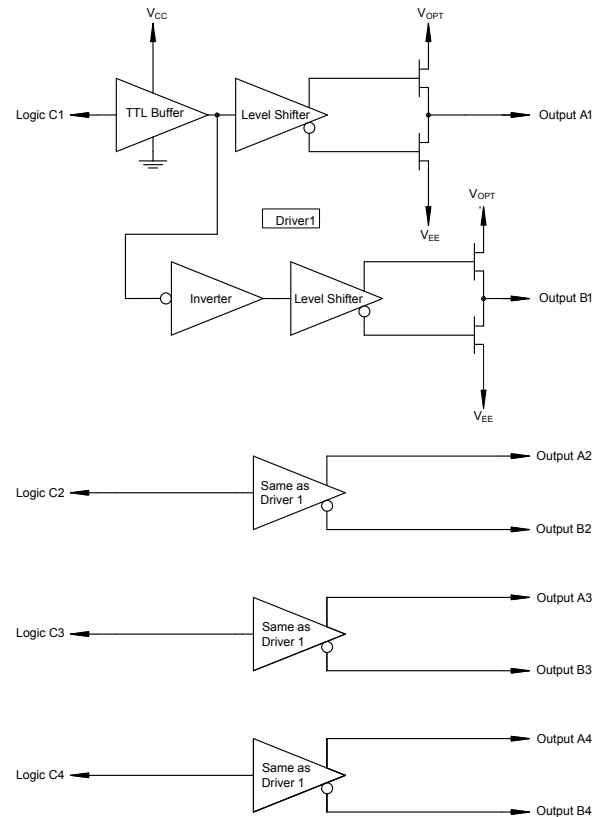 VCC
VOPT
Logic C1
TTL Buffer
Level Shifter
Output A1
Driver1
VEE
VOPT
Inverter
Level Shifter
Output B1
VEE
Output A2
Logic C2
Same as
Driver 1
Output B2
Output A3
Logic C3
Same as
Driver 1
Output B3
Output A4
Logic C4
Same as
Driver 1
Output B4